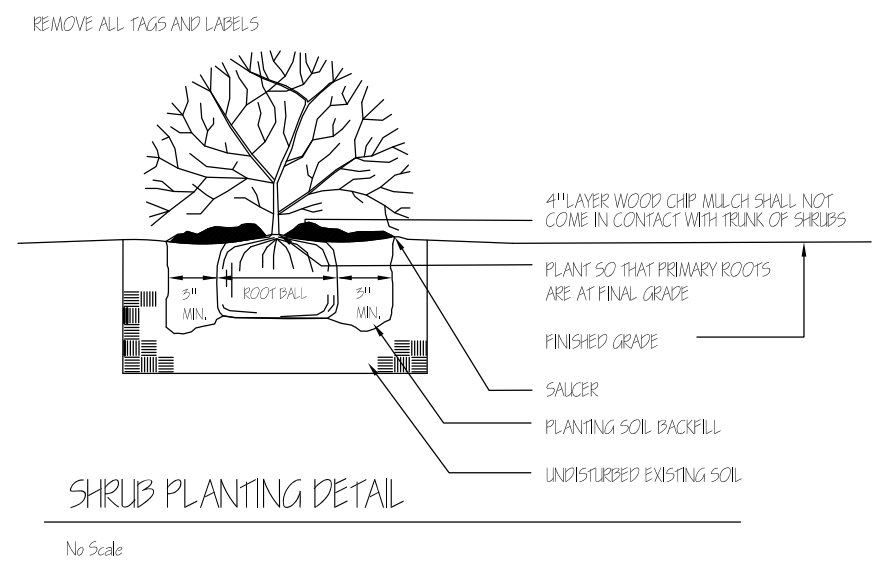 REMOVE ALL TAGS AND LABELS
4" LAYER WOOD CHIP MULCH SHALL NOT
COME IN CONTACT WITH TRUNK OF SHRUBS
PLANT SO THAT PRIMARY ROOTS
ARE AT FINAL GRADE
3"
MIN.
ROOT BALL
3"
MIN.
FINISHED GRADE
SAUCER
PLANTING SOIL BACKFILL
UNDISTURBED EXISTING SOIL
SHRUB PLANTING DETAIL
No Scale